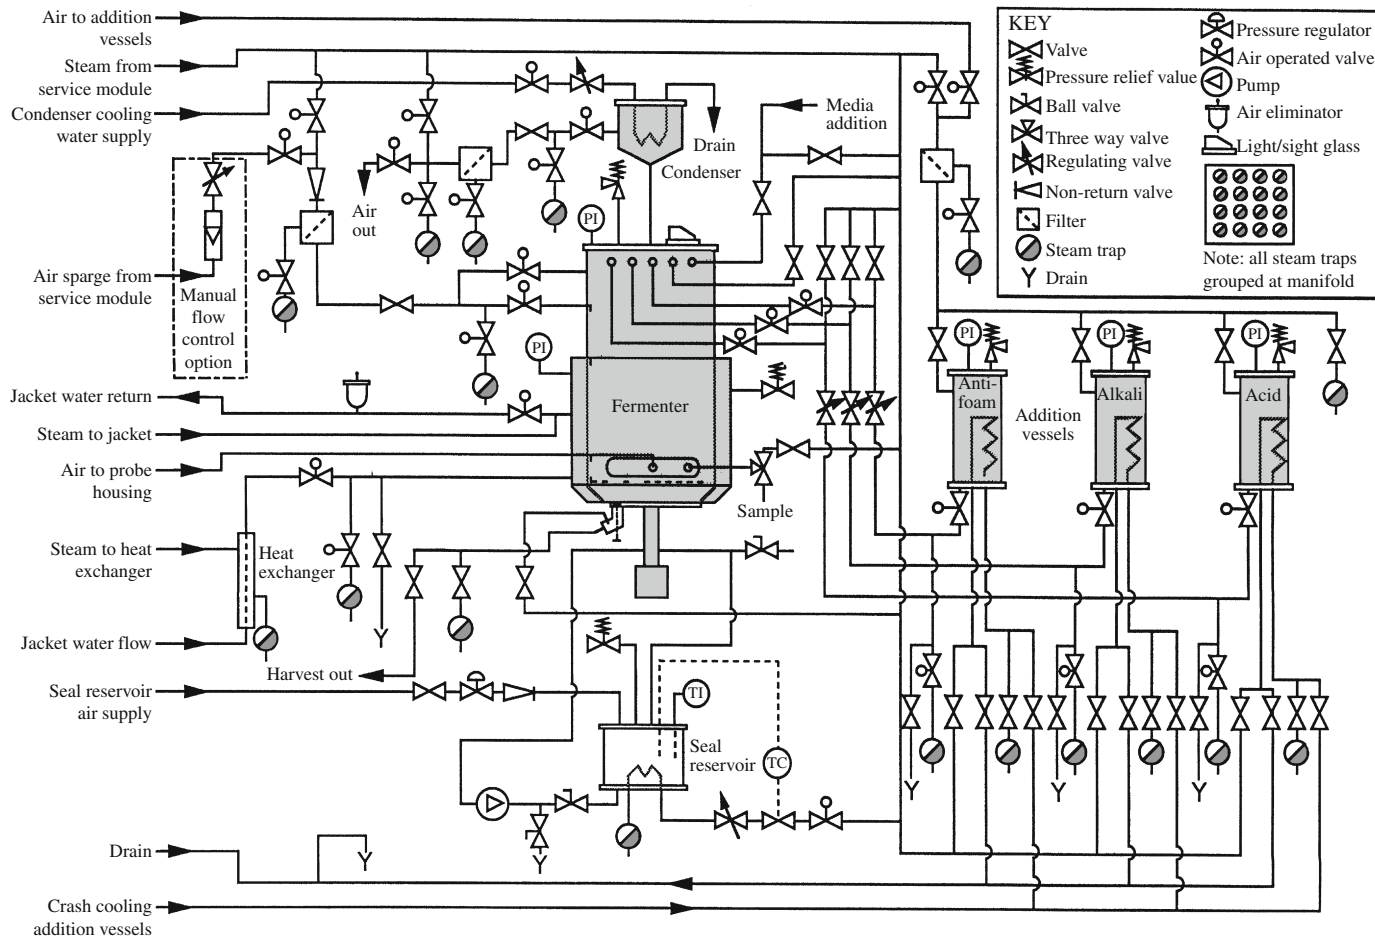 Air to addition
vessels
Steam from
service module
Condenser cooling
water supply
Air sparge from
service module
Manual
flow
control
option
Air
out
Drain
Condenser
Media
addition
PI
KEY
Valve
Pressure relief value
Ball valve
Three way valve
Regulating valve
Non-return valve
Filter
Steam trap
Drain
Pressure regulator
Air operated valve
Pump
Air eliminator
Light/sight glass
Note: all steam traps
grouped at manifold
PI
Jacket water return
Steam to jacket
Air to probe
housing
Steam to heat
exchanger
Heat
exchanger
Jacket water flow
Fermenter
Sample
PI
Anti-
foam
PI
Alkali
PI
Acid
Addition
vessels
Harvest out
Seal reservoir
air supply
TI
Seal
reservoir
TC
Drain
Crash cooling
addition vessels